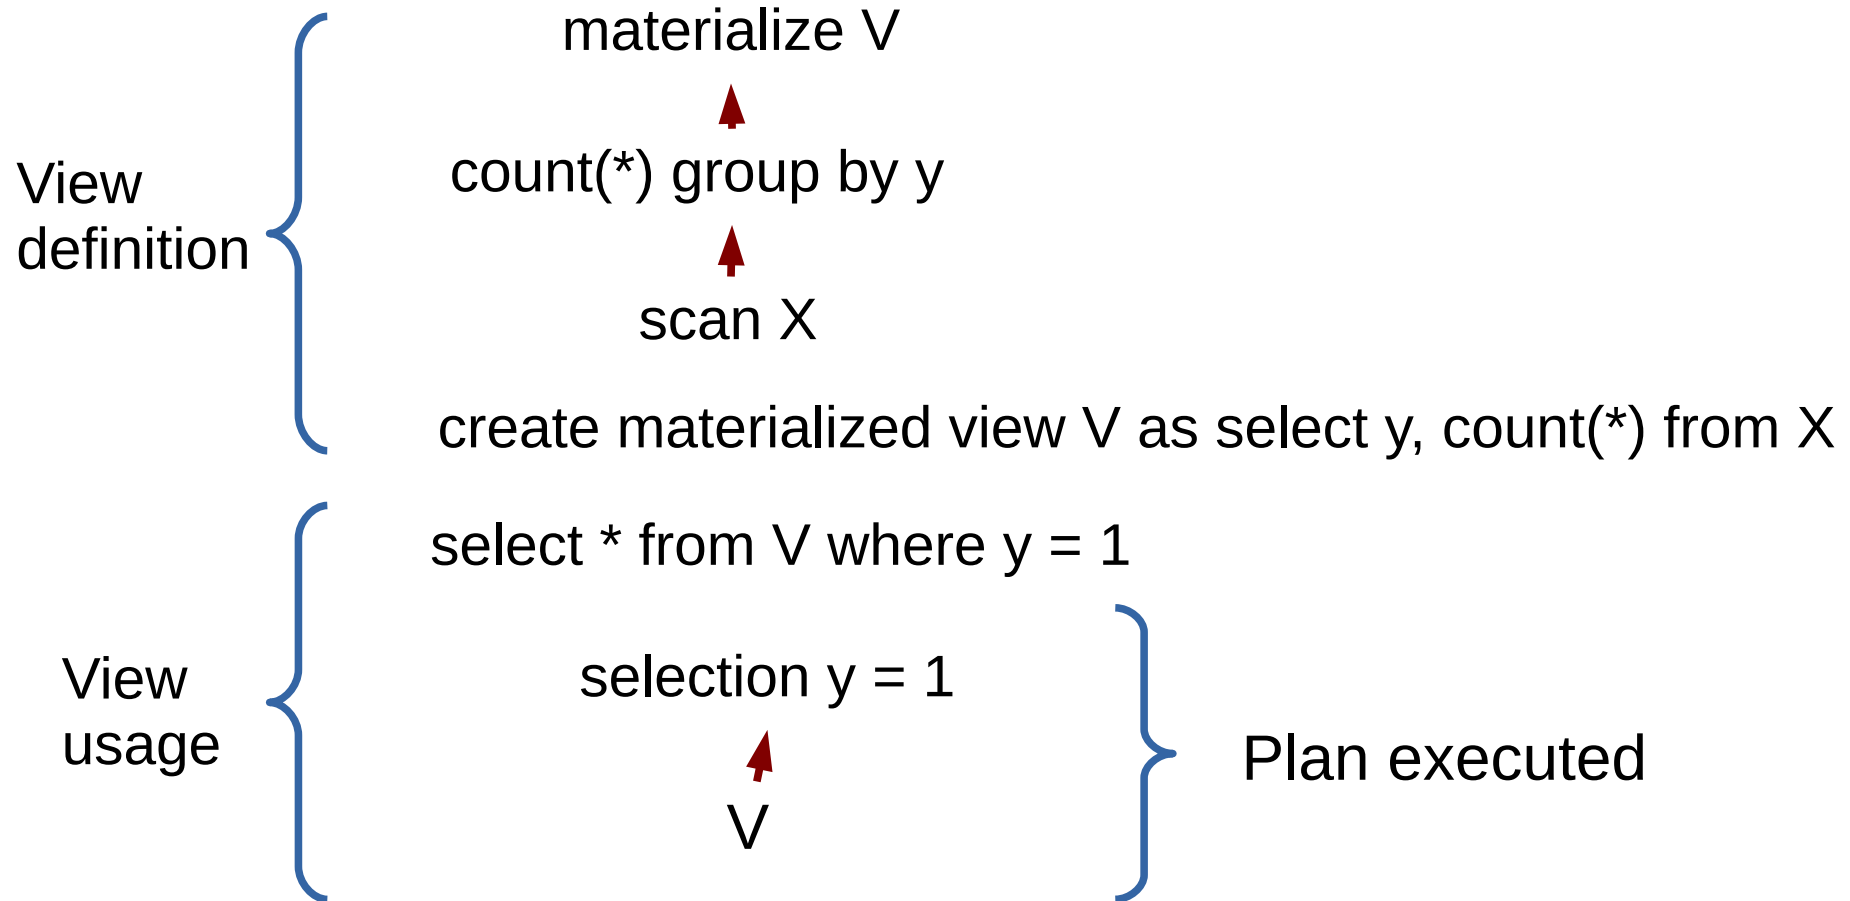 materialize V
count(*) group by y
View
definition
scan X
create materialized view V as select y, count(*) from X
select * from V where y = 1
selection y = 1
View
usage
Plan executed
V